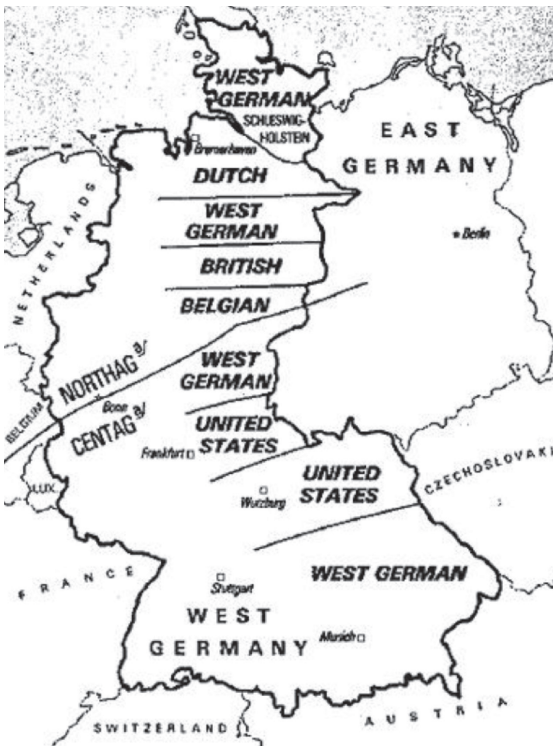 WEST
GERMAN
SCHLESWIG-
HOLSTEIN
Bremerhaven
EAST
GERMANY
DUTCH
NETHERLANDS
WEST
GERMAN
Berlin
BRITISH
BELGIAN
NORTHAG a/
WEST
GERMAN
BELGIUM
Bonn
CENTAG a/
UNITED
STATES
Frankfurt
UNITED
STATES
CZECHOSLOVAKI
LUX.
Wurzburg
FRANCE
Stuttgart
WEST GERMAN
WEST
GERMANY
Munich
SWITZERLAND
AUSTRIA